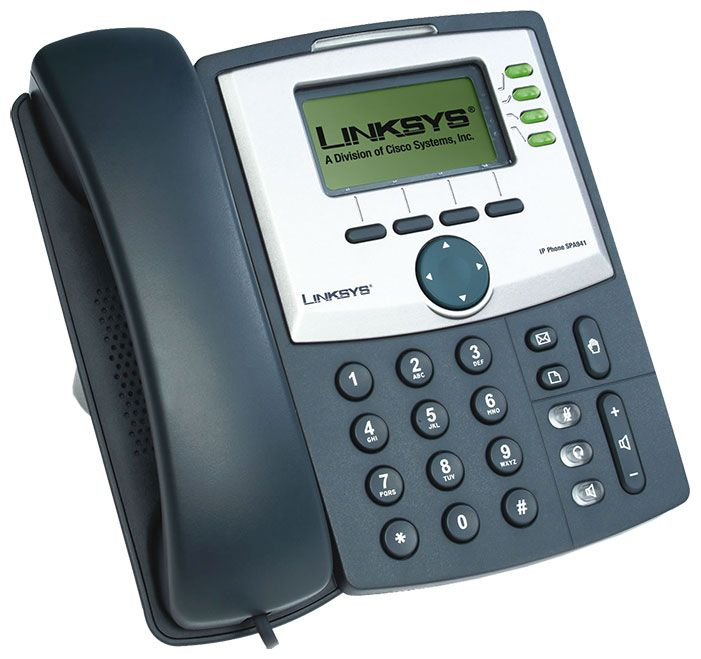 LINKSYS®
A Division of Cisco Systems, Inc.
IP Phone SPA941
LINKSYS®
1
2
ABC
3
DEF
4
GHI
5
JKL
6
MNO
7
PQRS
8
TUV
9
WXYZ
*
0
#
+
−